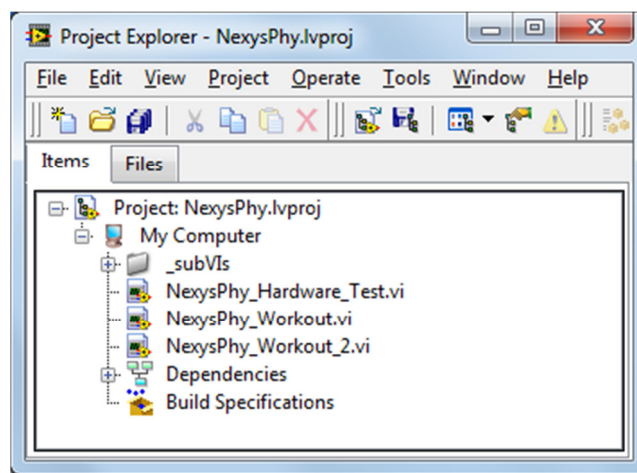 Project Explorer - NexysPhy.lvproj
File Edit View Project Operate Tools Window Help
Items Files
Project: NexysPhy.lvproj
My Computer
_subVIs
NexysPhy_Hardware_Test.vi
NexysPhy_Workout.vi
NexysPhy_Workout_2.vi
Dependencies
Build Specifications